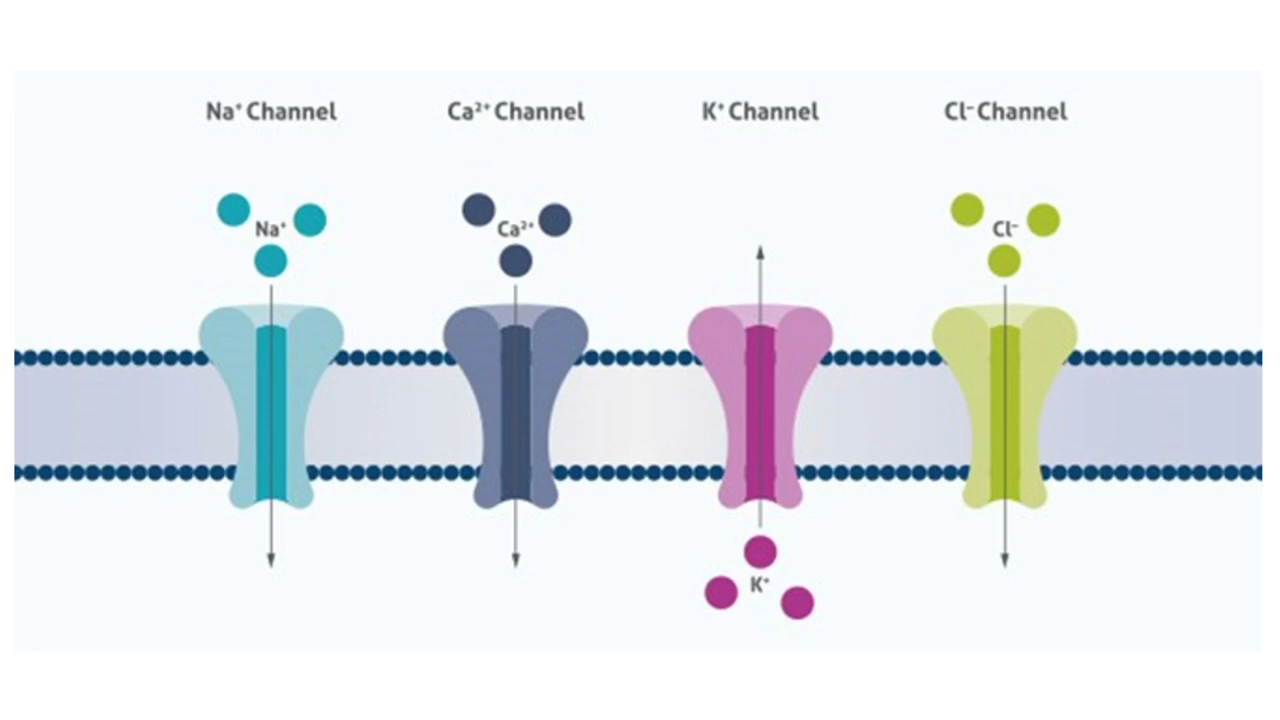 Na⁺ Channel
Ca²⁺ Channel
K⁺ Channel
Cl⁻ Channel
Na⁺
Ca²⁺
Cl⁻
K⁺